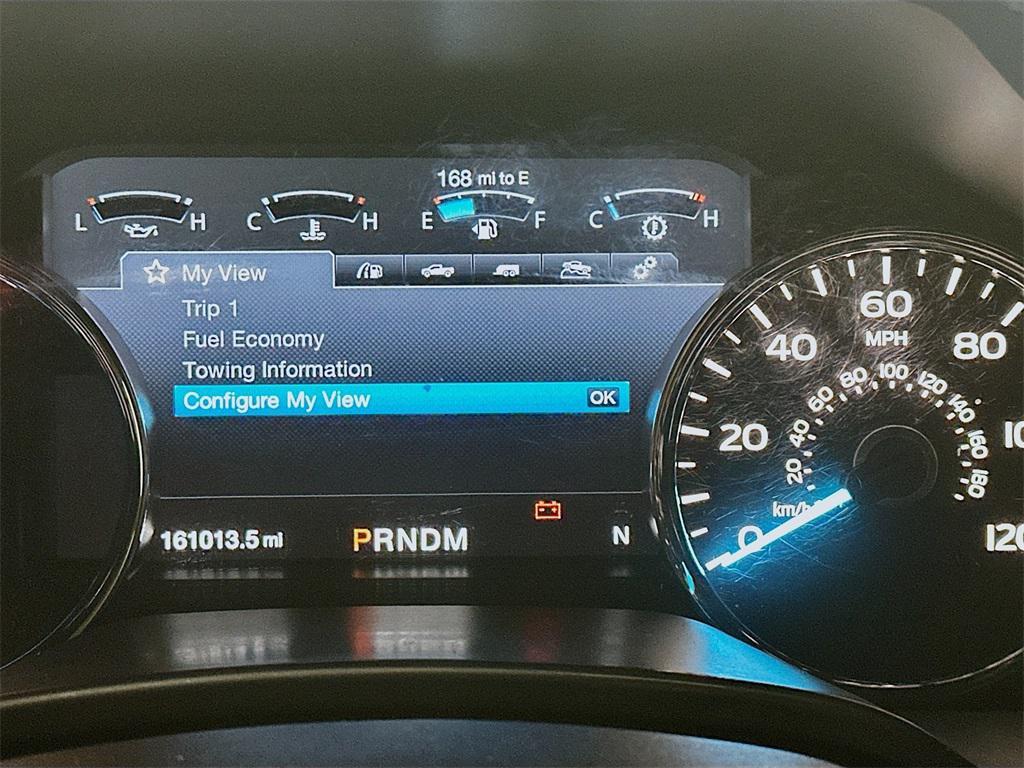 168 mi to E
L H C H E F C H
My View
Trip 1
Fuel Economy
Towing Information
Configure My View OK
161013.5 mi PRNDM N
0 20 40 60 80 120
MPH
20 40 60 80 100 120 140 160 180
km/h